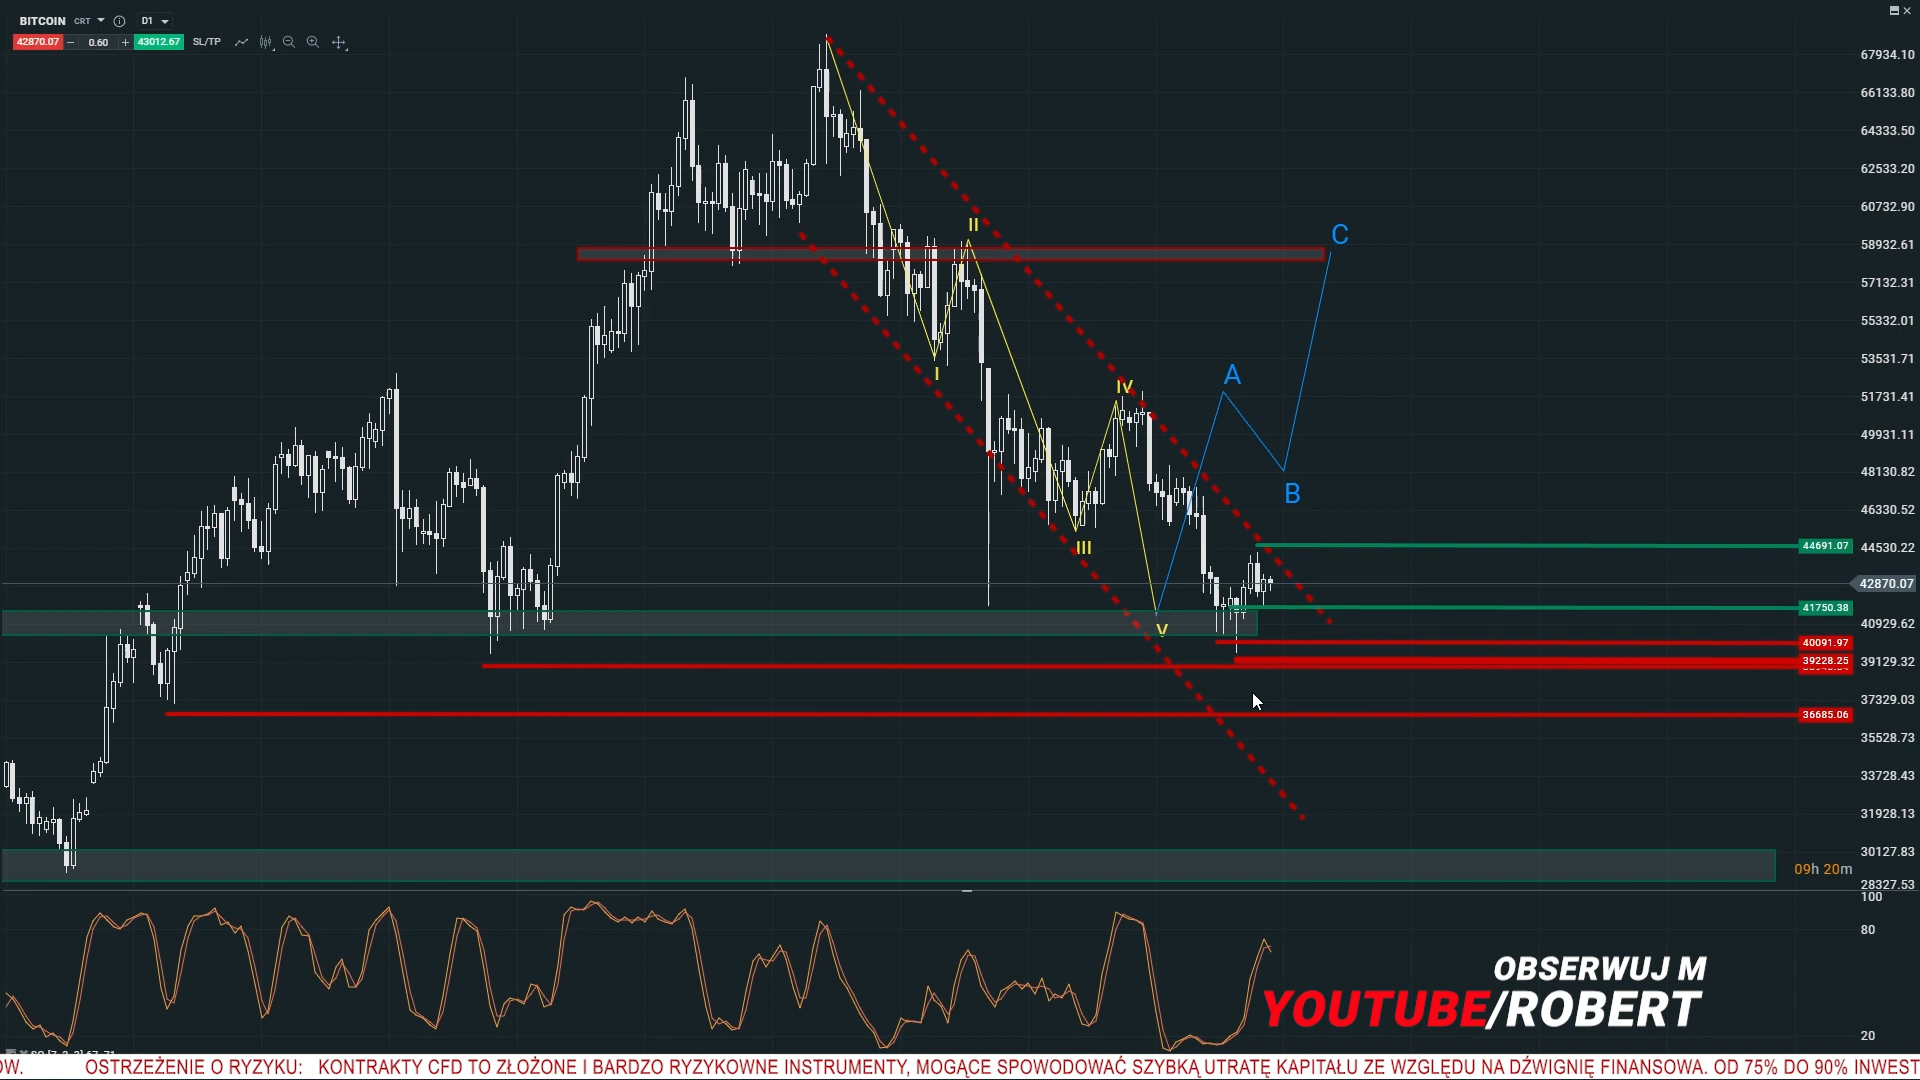 BITCOIN CRT D1
42870.07 − 0.60 + 43012.67 SL/TP
67934.10
66133.80
64333.50
62533.20
60732.90
58932.61
57132.31
55332.01
53531.71
51731.41
49931.11
48130.82
46330.52
44530.22
42870.07
40929.62
39129.32
37329.03
35528.73
33728.43
31928.13
30127.83
28327.53
44691.07
41750.38
40091.97
39228.25
36685.06
I
II
III
IV
V
A
B
C
09h 20m
100
80
20
OBSERWUJ M
YOUTUBE/ROBERT
OW. OSTRZEŻENIE O RYZYKU: KONTRAKTY CFD TO ZŁOŻONE I BARDZO RYZYKOWNE INSTRUMENTY, MOGĄCE SPOWODOWAĆ SZYBKĄ UTRATĘ KAPITAŁU ZE WZGLĘDU NA DŹWIGNIĘ FINANSOWĄ. OD 75% DO 90% INWEST